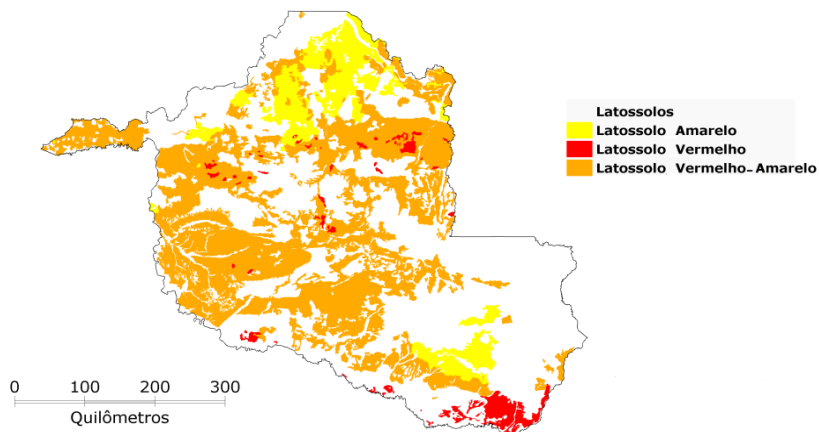 Latossolos
Latossolo Amarelo
Latossolo Vermelho
Latossolo Vermelho-Amarelo
0 100 200 300
Quilômetros